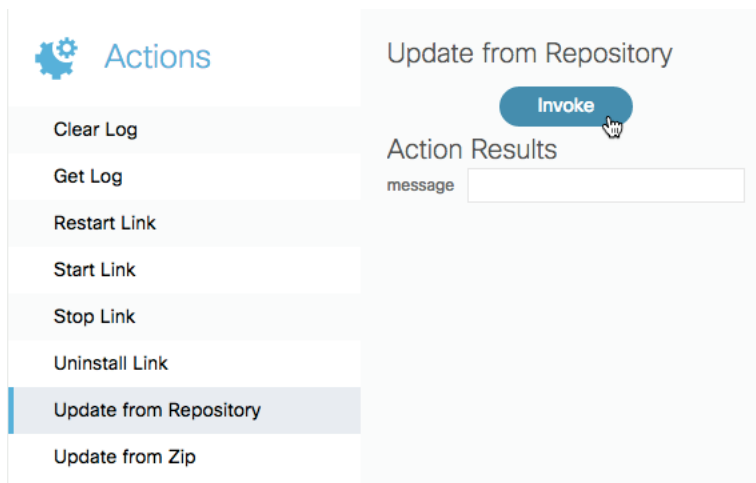 Actions
Clear Log
Get Log
Restart Link
Start Link
Stop Link
Uninstall Link
Update from Repository
Update from Zip
Update from Repository
Invoke
Action Results
message